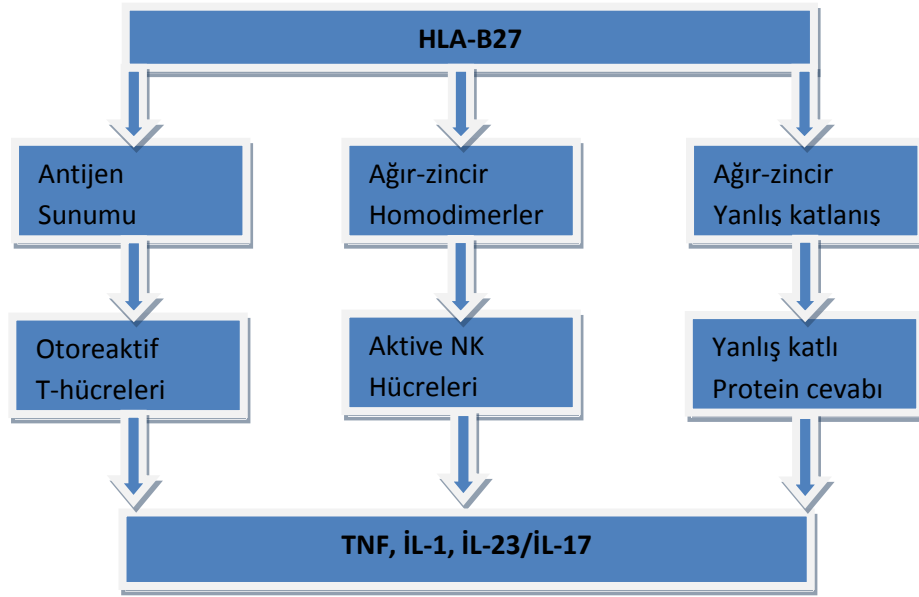 HLA-B27
Antijen
Sunumu
Ağır-zincir
Homodimerler
Ağır-zincir
Yanlış katlanış
Otoreaktif
T-hücreleri
Aktive NK
Hücreleri
Yanlış katlı
Protein cevabı
TNF, İL-1, İL-23/İL-17